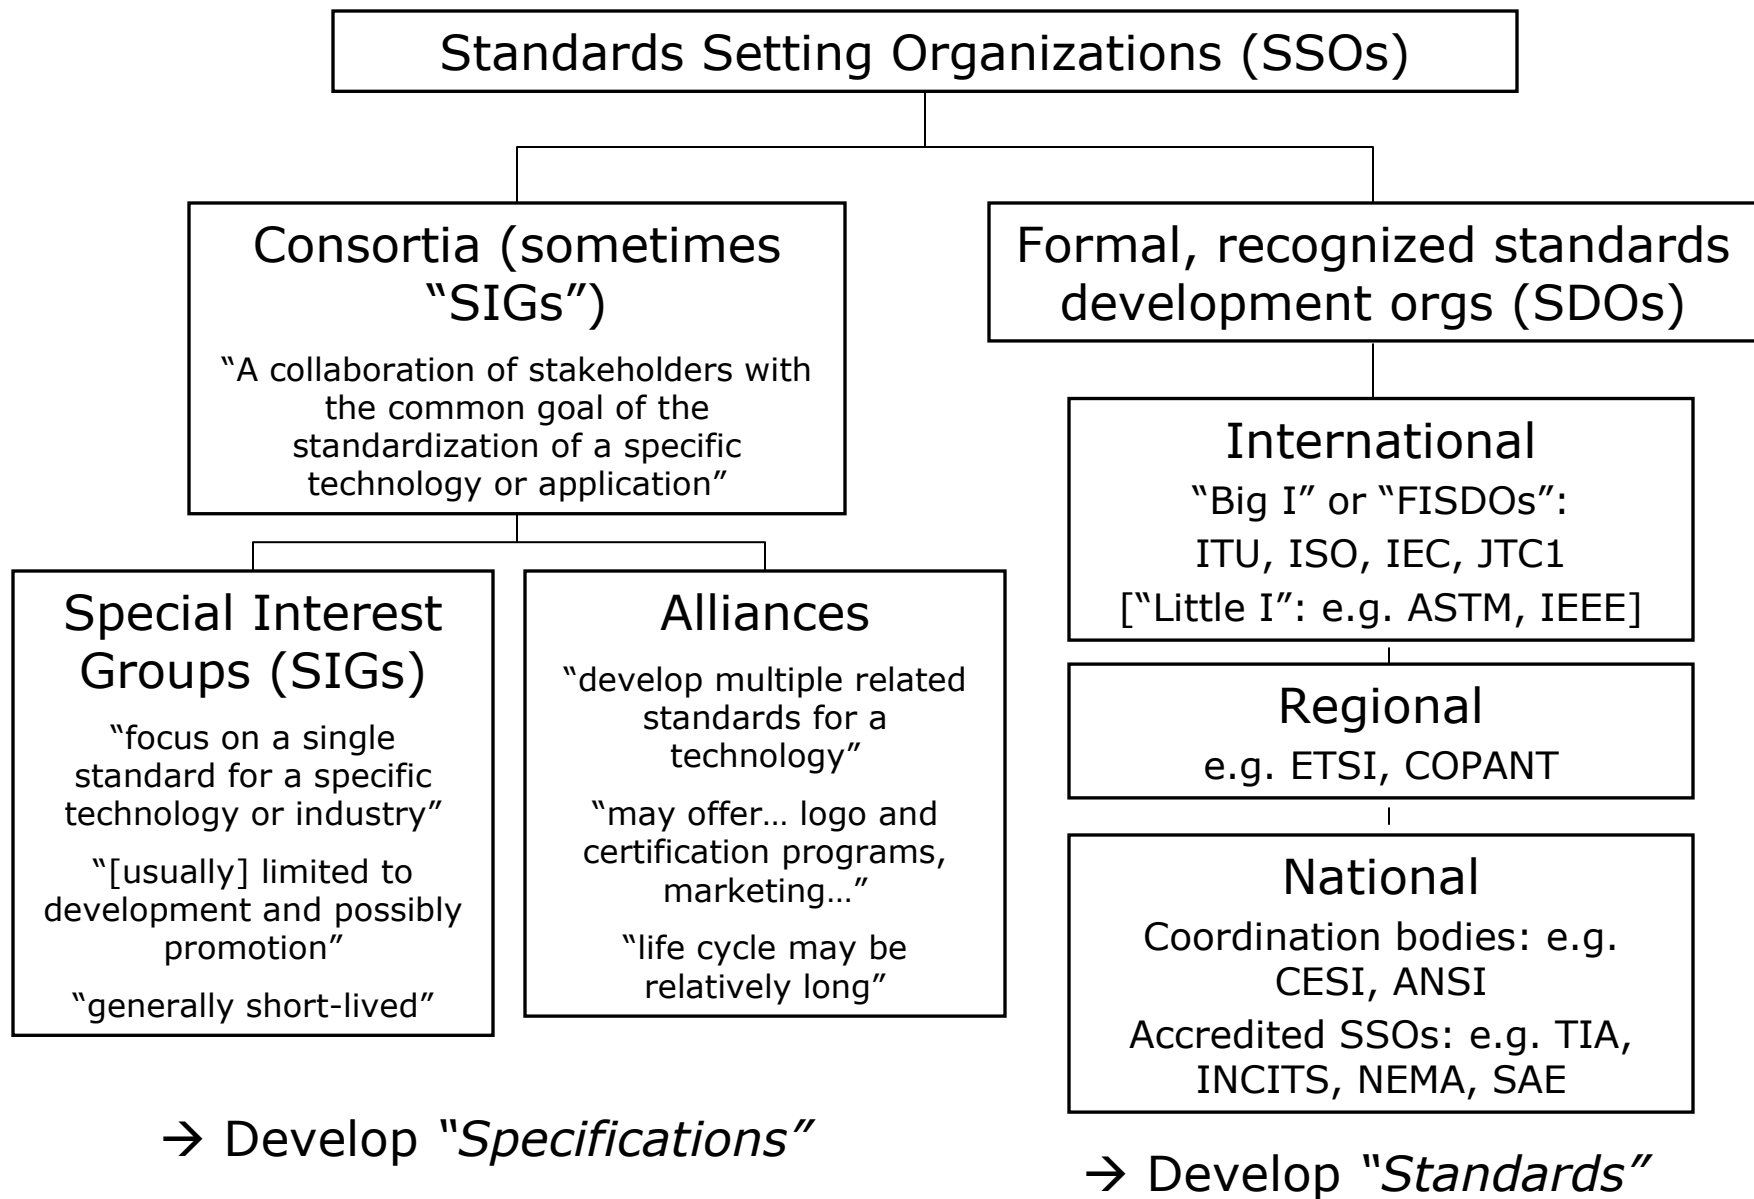 Standards Setting Organizations (SSOs)
Consortia (sometimes
“SIGs”)
“A collaboration of stakeholders with
the common goal of the
standardization of a specific
technology or application”
Special Interest
Groups (SIGs)
“focus on a single
standard for a specific
technology or industry”
“[usually] limited to
development and possibly
promotion”
“generally short-lived”
Alliances
“develop multiple related
standards for a
technology”
“may offer… logo and
certification programs,
marketing…”
“life cycle may be
relatively long”
→ Develop “Specifications”
Formal, recognized standards
development orgs (SDOs)
International
“Big I” or “FISDOs”:
ITU, ISO, IEC, JTC1
[“Little I”: e.g. ASTM, IEEE]
Regional
e.g. ETSI, COPANT
National
Coordination bodies: e.g.
CESI, ANSI
Accredited SSOs: e.g. TIA,
INCITS, NEMA, SAE
→ Develop “Standards”